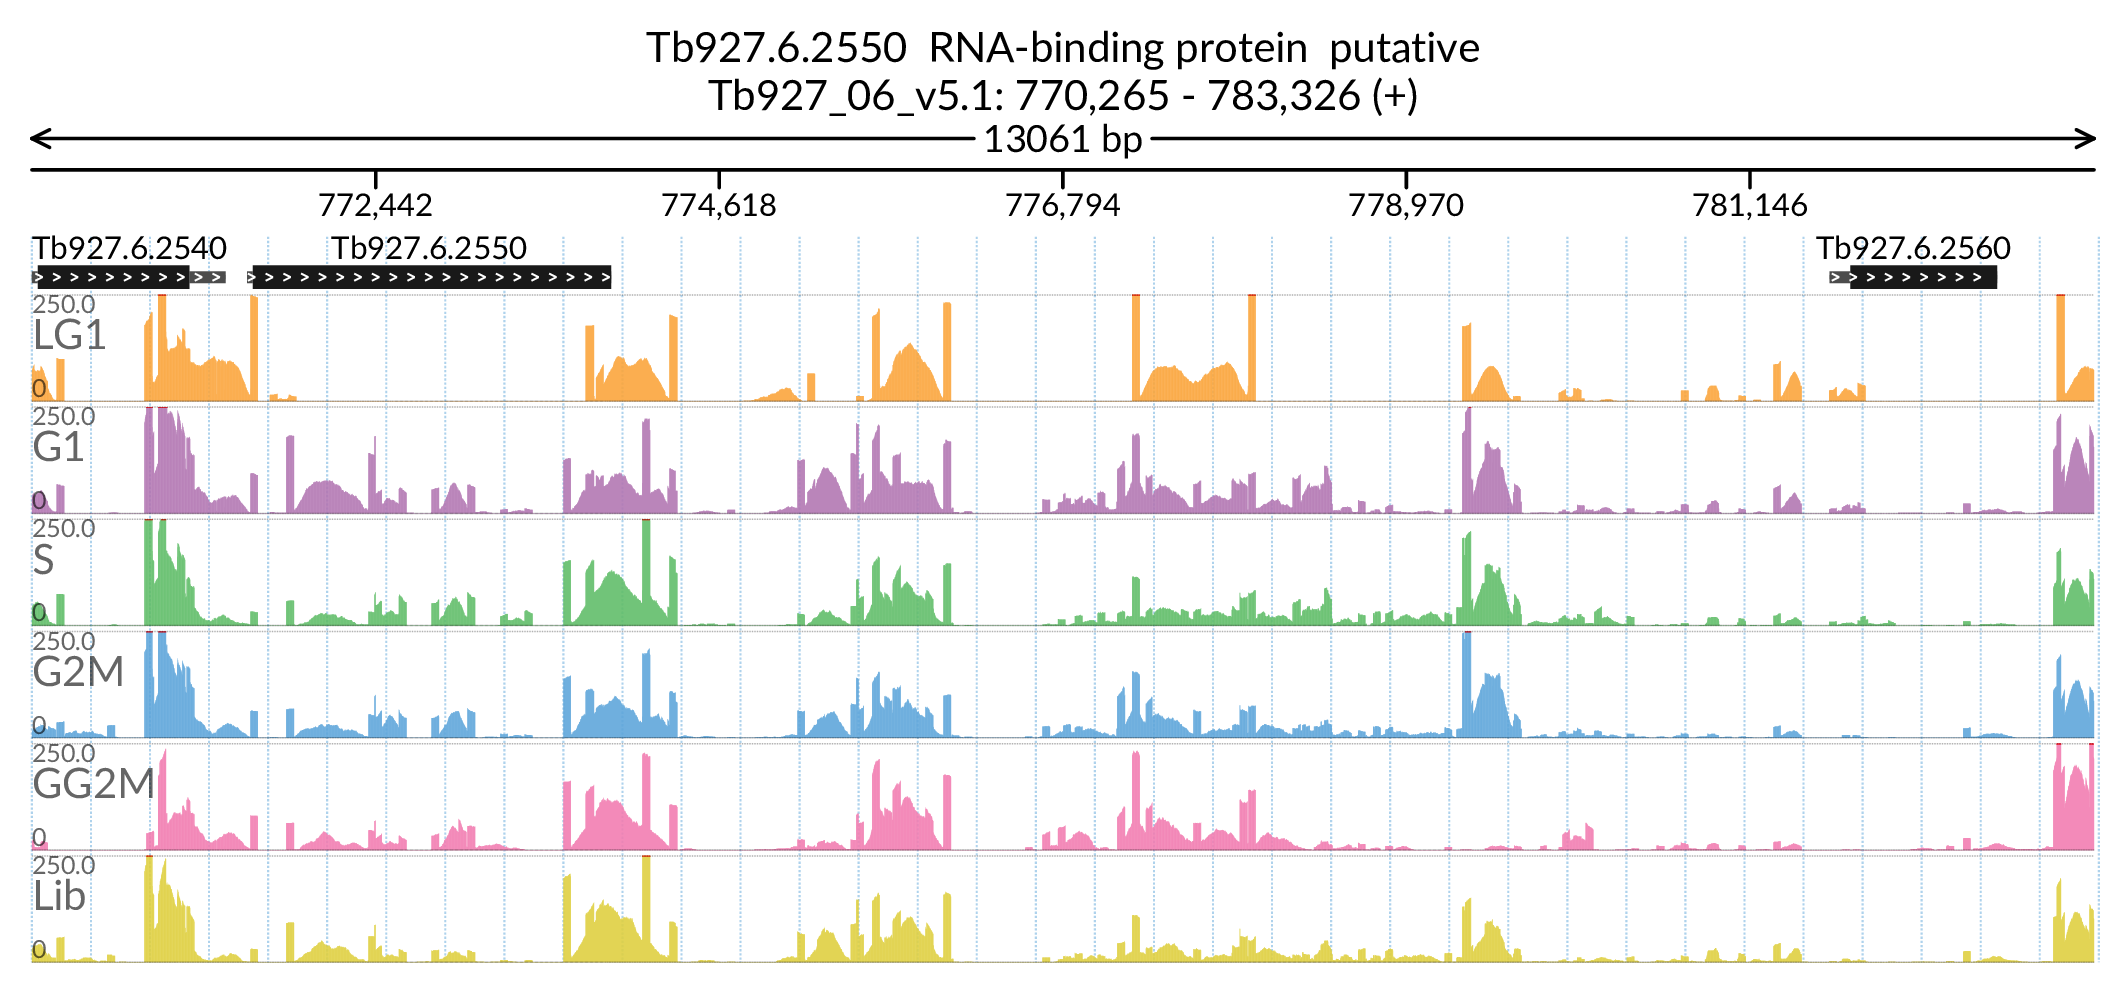 Tb927.6.2550  RNA-binding protein  putative
Tb927_06_v5.1: 770,265 - 783,326 (+)
13061 bp
772,442 774,618 776,794 778,970 781,146
Tb927.6.2540 Tb927.6.2550 Tb927.6.2560
250.0
LG1
0
250.0
G1
0
250.0
S
0
250.0
G2M
0
250.0
GG2M
0
250.0
Lib
0